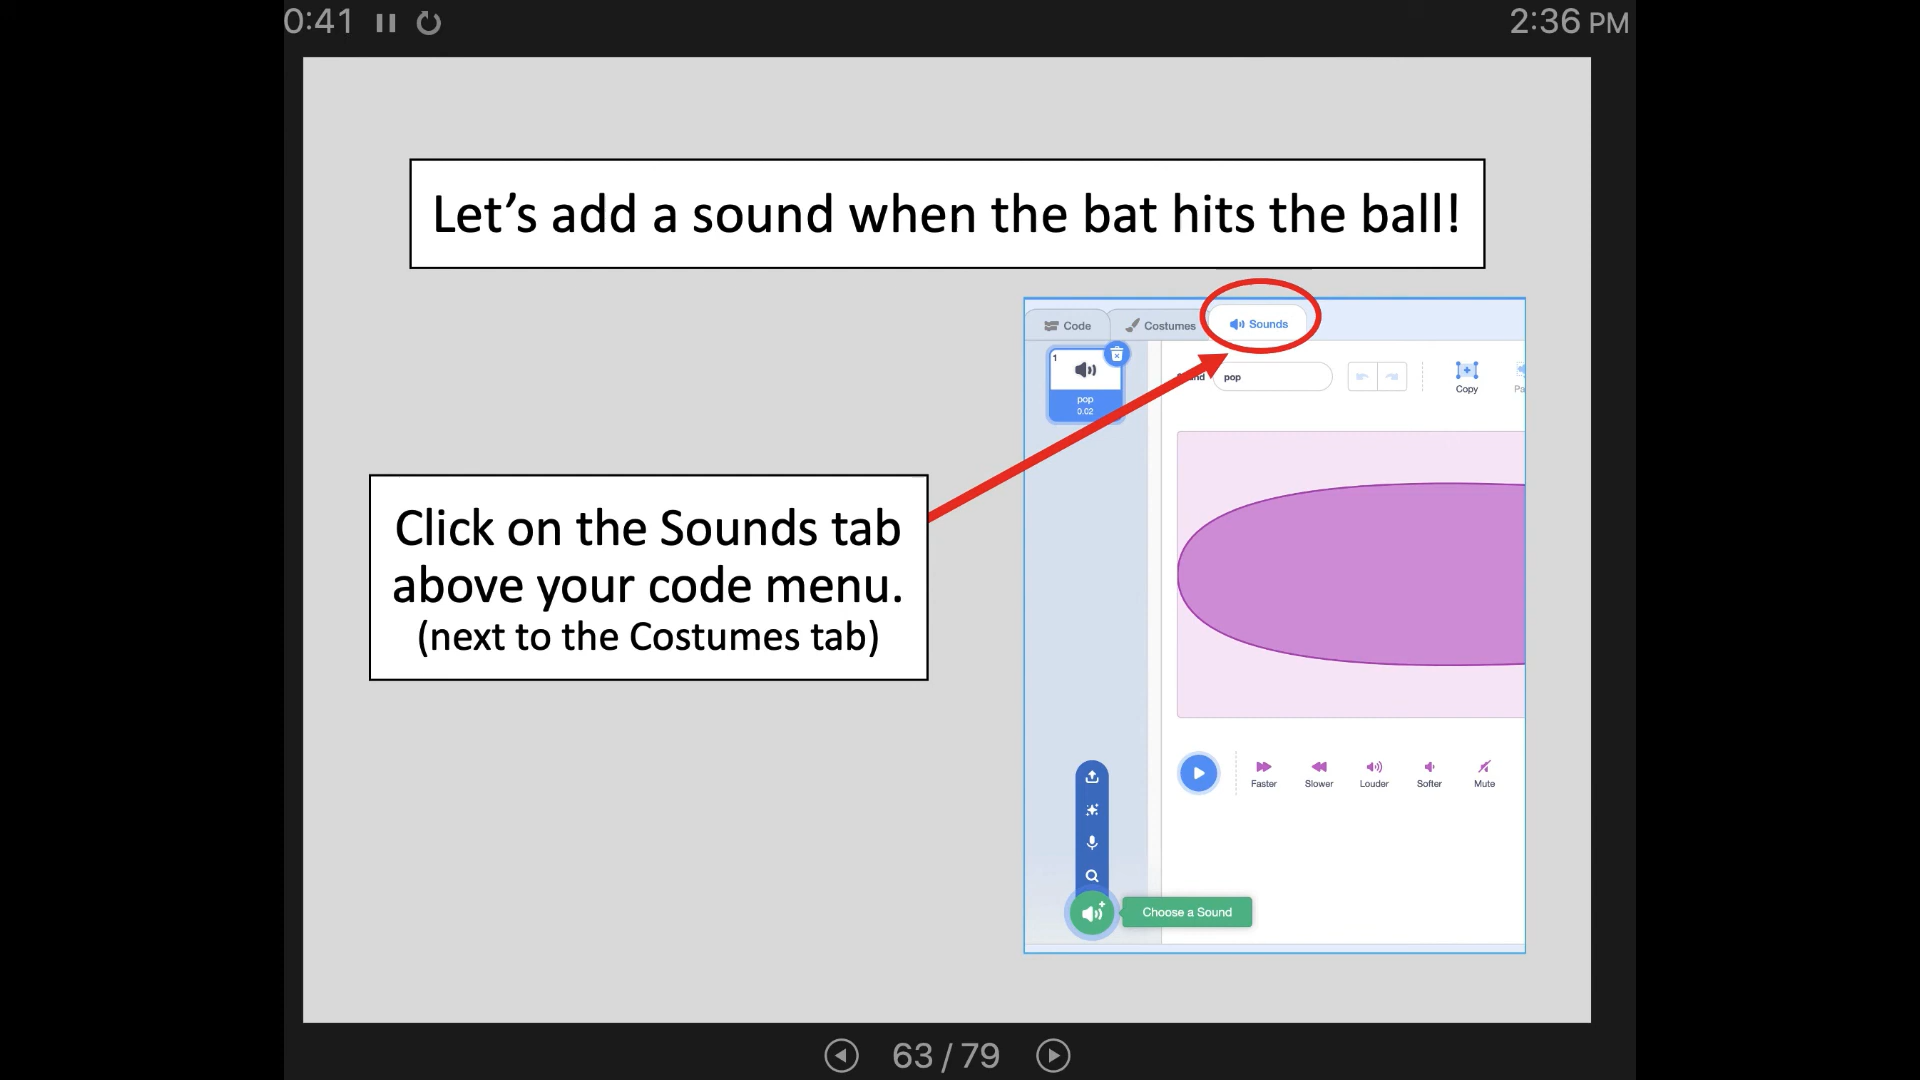 0:41
2:36 PM
Let's add a sound when the bat hits the ball!
Code
Costumes
Sounds
1
pop
0.02
pop
Copy
Click on the Sounds tab
above your code menu.
(next to the Costumes tab)
Faster
Slower
Louder
Softer
Mute
Choose a Sound
63 / 79